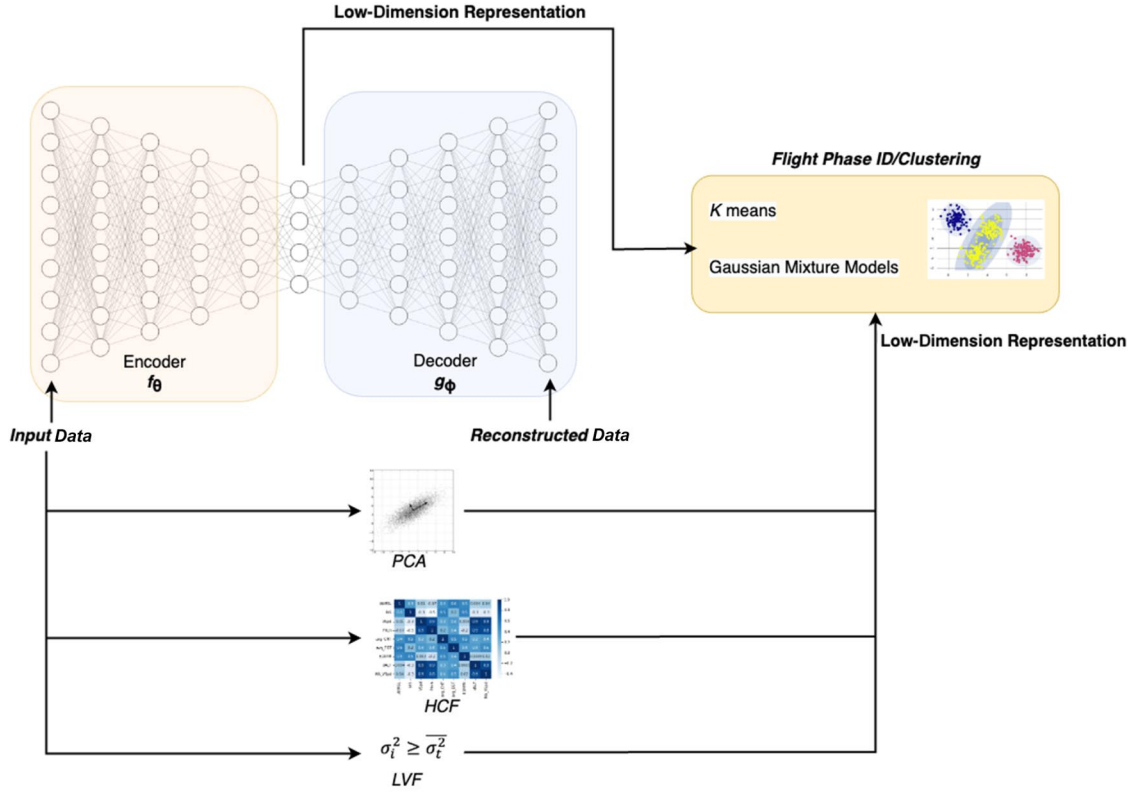 Low-Dimension Representation
Flight Phase ID/Clustering
K means
Gaussian Mixture Models
Encoder
fθ
Decoder
gϕ
Low-Dimension Representation
Input Data
Reconstructed Data
PCA
HCF
σᵢ² ≥ \overline{σₜ²}
LVF